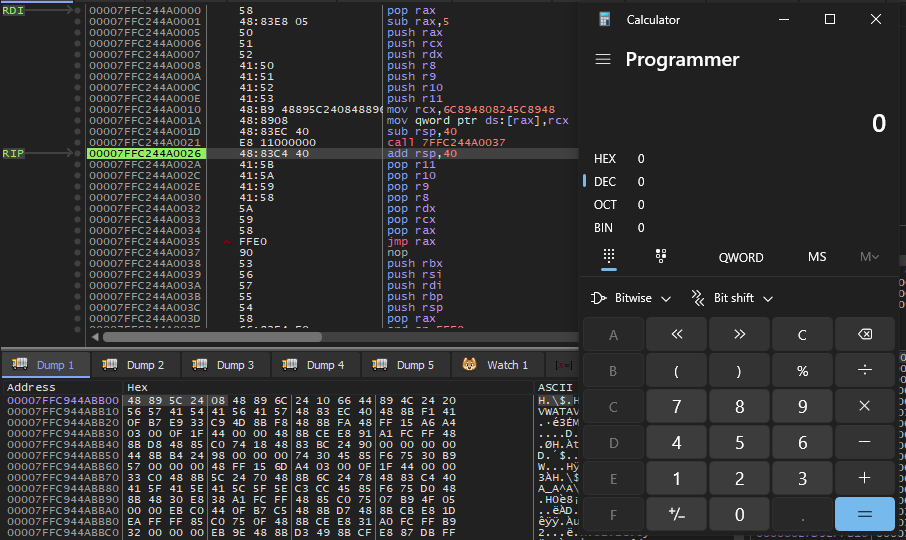 RDI
00007FFC244A0000 58 pop rax
00007FFC244A0001 48:83E8 05 sub rax,5
00007FFC244A0005 50 push rax
00007FFC244A0006 51 push rcx
00007FFC244A0007 52 push rdx
00007FFC244A0008 41:50 push r8
00007FFC244A000A 41:51 push r9
00007FFC244A000C 41:52 push r10
00007FFC244A000E 41:53 push r11
00007FFC244A0010 48:B9 48895C240848896 mov rcx,6C894808245C8948
00007FFC244A001A 48:8908 mov qword ptr ds:[rax],rcx
00007FFC244A001D 48:83EC 40 sub rsp,40
00007FFC244A0021 E8 11000000 call 7FFC244A0037
RIP
00007FFC244A0026 48:83C4 40 add rsp,40
00007FFC244A002A 41:5B pop r11
00007FFC244A002C 41:5A pop r10
00007FFC244A002E 41:59 pop r9
00007FFC244A0030 41:58 pop r8
00007FFC244A0032 5A pop rdx
00007FFC244A0033 59 pop rcx
00007FFC244A0034 58 pop rax
00007FFC244A0035 FFE0 jmp rax
00007FFC244A0037 90 nop
00007FFC244A0038 53 push rbx
00007FFC244A0039 56 push rsi
00007FFC244A003A 57 push rdi
00007FFC244A003B 55 push rbp
00007FFC244A003C 54 push rsp
00007FFC244A003D 58 pop rax
Dump 1 Dump 2 Dump 3 Dump 4 Dump 5 Watch 1
Address Hex ASCII
00007FFC944ABB00 48 89 5C 24 08 48 89 6C 24 10 66 44 89 4C 24 20 H.\$.H
00007FFC944ABB10 56 57 41 54 41 56 41 57 48 83 EC 40 48 8B F1 41 VWATAV
00007FFC944ABB20 0F B7 E9 33 C9 4D 8B F8 48 8B FA 48 FF 15 A6 A4 .·é3ÉM
00007FFC944ABB30 03 00 0F 1F 44 00 00 48 8B CE E8 91 A1 FC FF 48 ....D.
00007FFC944ABB40 8B D8 48 85 C0 74 18 48 83 BC 24 90 00 00 00 00 .ØH.Àt
00007FFC944ABB50 44 8B B4 24 98 00 00 00 74 30 45 85 F6 75 30 B9 D.´$..
00007FFC944ABB60 57 00 00 00 48 FF 15 6D A4 03 00 0F 1F 44 00 00 W...Hÿ
00007FFC944ABB70 33 C0 48 8B 5C 24 70 48 8B 6C 24 78 48 83 C4 40 3ÀH.\$
00007FFC944ABB80 41 5F 41 5E 41 5C 5F 5E C3 CC 45 85 F6 75 D0 48 A_A^A\
00007FFC944ABB90 8B 48 30 E8 38 A1 FC FF 48 85 C0 75 07 B9 4F 05 .H0è8¡
00007FFC944ABBA0 00 00 EB C0 44 0F B7 C5 48 8B D7 48 8B CB E8 1D ..ëÀD.
00007FFC944ABBB0 EA FF FF 85 C0 75 0F 48 8B CE E8 31 A0 FC FF B9 êÿÿ.Àu
00007FFC944ABBC0 32 00 00 00 EB 9E 48 8B D3 49 8B CF E8 87 DB FF 2...ë.
Calculator
Programmer
0
HEX 0
DEC 0
OCT 0
BIN 0
QWORD MS M
Bitwise Bit shift
A « » C
B ( ) % ÷
C 7 8 9 ×
D 4 5 6 −
E 1 2 3 +
F +/− 0 . =